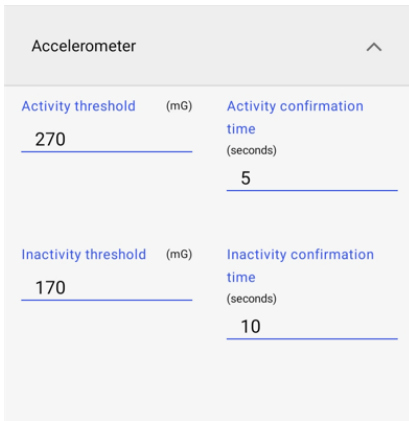 Accelerometer
Activity threshold (mG)
270
Activity confirmation
time
(seconds)
5
Inactivity threshold (mG)
170
Inactivity confirmation
time
(seconds)
10